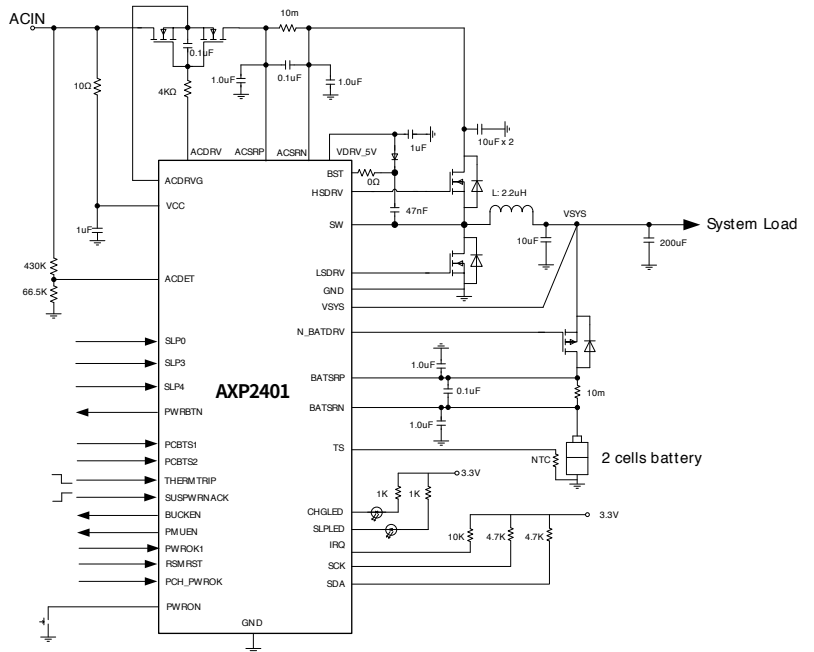 ACIN
10m
0.1uF
1.0uF
0.1uF
1.0uF
10Ω
4KΩ
10uF x 2
ACDRV
ACSRP
ACSRN
VDRV_5V
1uF
ACDRVG
BST
0Ω
HSDRV
L: 2.2uH
VCC
47nF
VSYS
1uF
SW
System Load
10uF
200uF
430K
ACDET
LSDRV
66.5K
GND
VSYS
SLP0
N_BATDRV
SLP3
1.0uF
SLP4
BATSRP
AXP2401
0.1uF
10m
PWRBTN
BATSRN
1.0uF
PCBTS1
TS
NTC
2 cells battery
PCBTS2
THERMTRIP
3.3V
SUSPWRNACK
1K
1K
BUCKEN
CHGLED
3.3V
PMUEN
SLPLED
10K
4.7K
4.7K
PWROK1
IRQ
RSMRST
SCK
PCH_PWROK
SDA
PWRON
GND